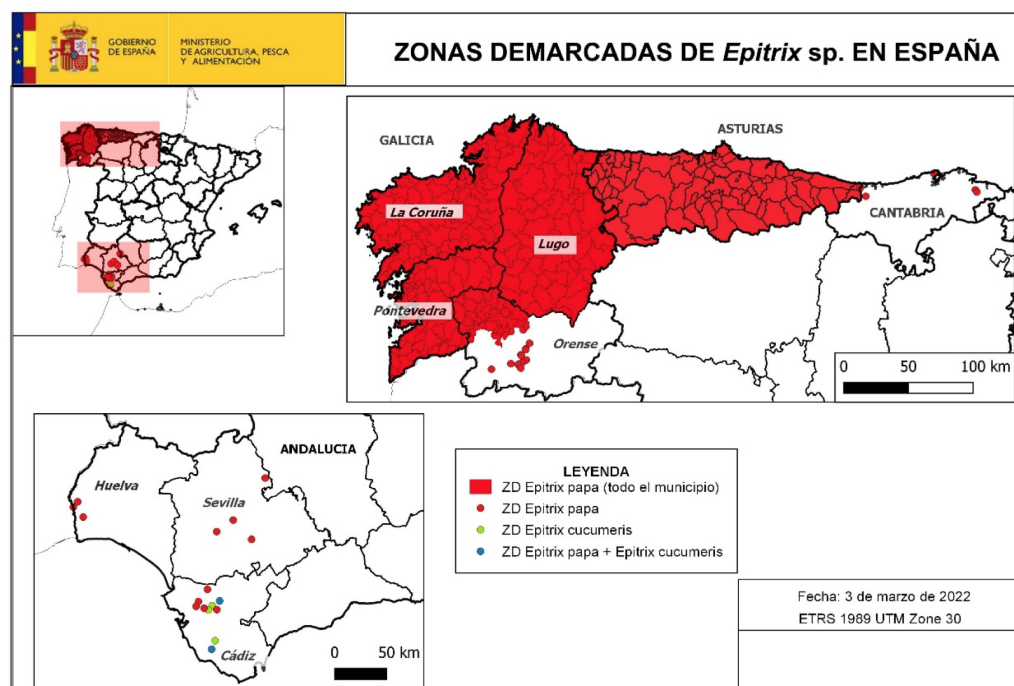 GOBIERNO
DE ESPAÑA
MINISTERIO
DE AGRICULTURA, PESCA
Y ALIMENTACIÓN
ZONAS DEMARCADAS DE Epitrix sp. EN ESPAÑA
GALICIA
ASTURIAS
La Coruña
CANTABRIA
Lugo
Pontevedra
Orense
0 50 100 km
ANDALUCIA
Huelva
Sevilla
Cádiz
0 50 km
LEYENDA
ZD Epitrix papa (todo el municipio)
ZD Epitrix papa
ZD Epitrix cucumeris
ZD Epitrix papa + Epitrix cucumeris
Fecha: 3 de marzo de 2022
ETRS 1989 UTM Zone 30